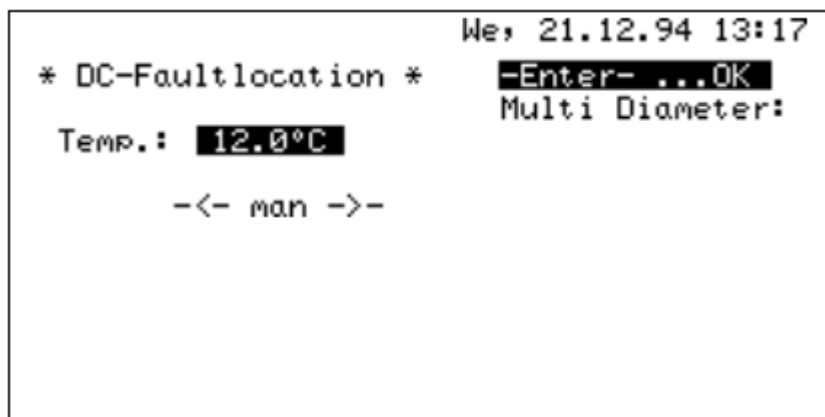 We, 21.12.94 13:17
* DC-Faultlocation * -Enter- ...OK
Multi Diameter:
Temp.: 12.0°C
-<- man ->-